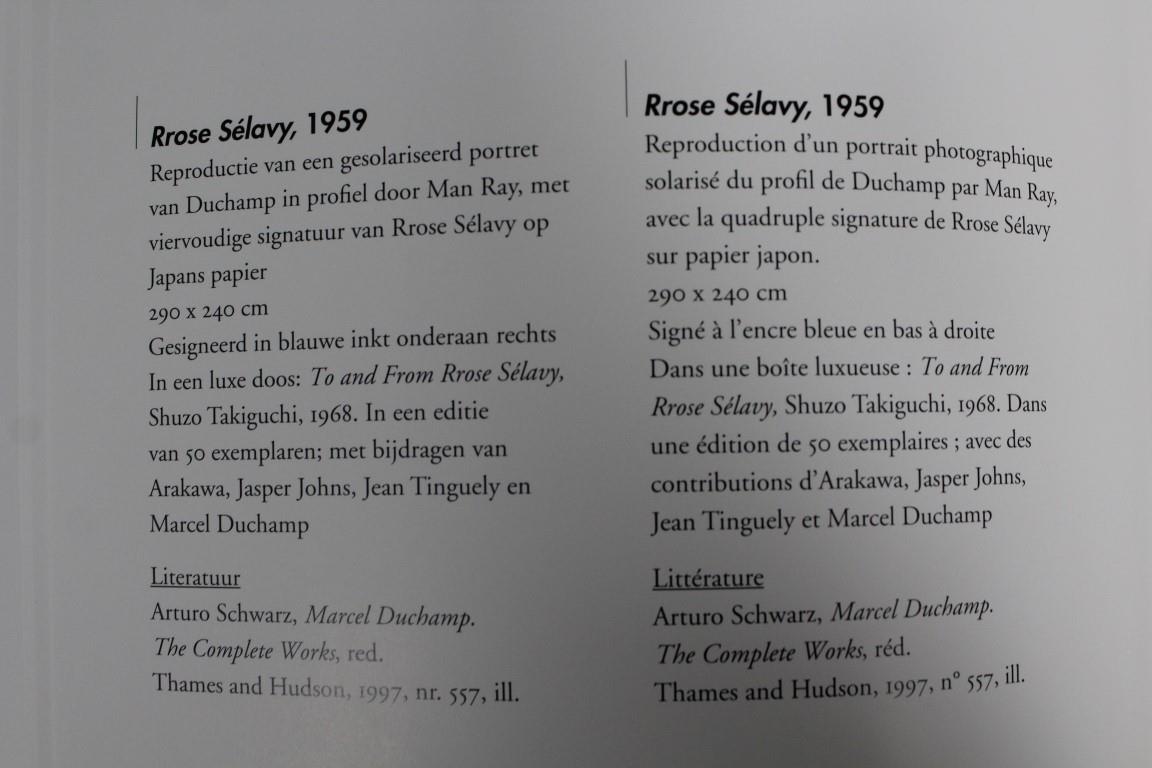 Rrose Sélavy, 1959
Reproductie van een gesolariseerd portret
van Duchamp in profiel door Man Ray, met
viervoudige signatuur van Rrose Sélavy op
Japans papier
290 x 240 cm
Gesigneerd in blauwe inkt onderaan rechts
In een luxe doos: To and From Rrose Sélavy,
Shuzo Takiguchi, 1968. In een editie
van 50 exemplaren; met bijdragen van
Arakawa, Jasper Johns, Jean Tinguely en
Marcel Duchamp
Literatuur
Arturo Schwarz, Marcel Duchamp.
The Complete Works, red.
Thames and Hudson, 1997, nr. 557, ill.
Rrose Sélavy, 1959
Reproduction d'un portrait photographique
solarisé du profil de Duchamp par Man Ray,
avec la quadruple signature de Rrose Sélavy
sur papier japon.
290 x 240 cm
Signé à l'encre bleue en bas à droite
Dans une boîte luxueuse : To and From
Rrose Sélavy, Shuzo Takiguchi, 1968. Dans
une édition de 50 exemplaires ; avec des
contributions d'Arakawa, Jasper Johns,
Jean Tinguely et Marcel Duchamp
Littérature
Arturo Schwarz, Marcel Duchamp.
The Complete Works, réd.
Thames and Hudson, 1997, n° 557, ill.